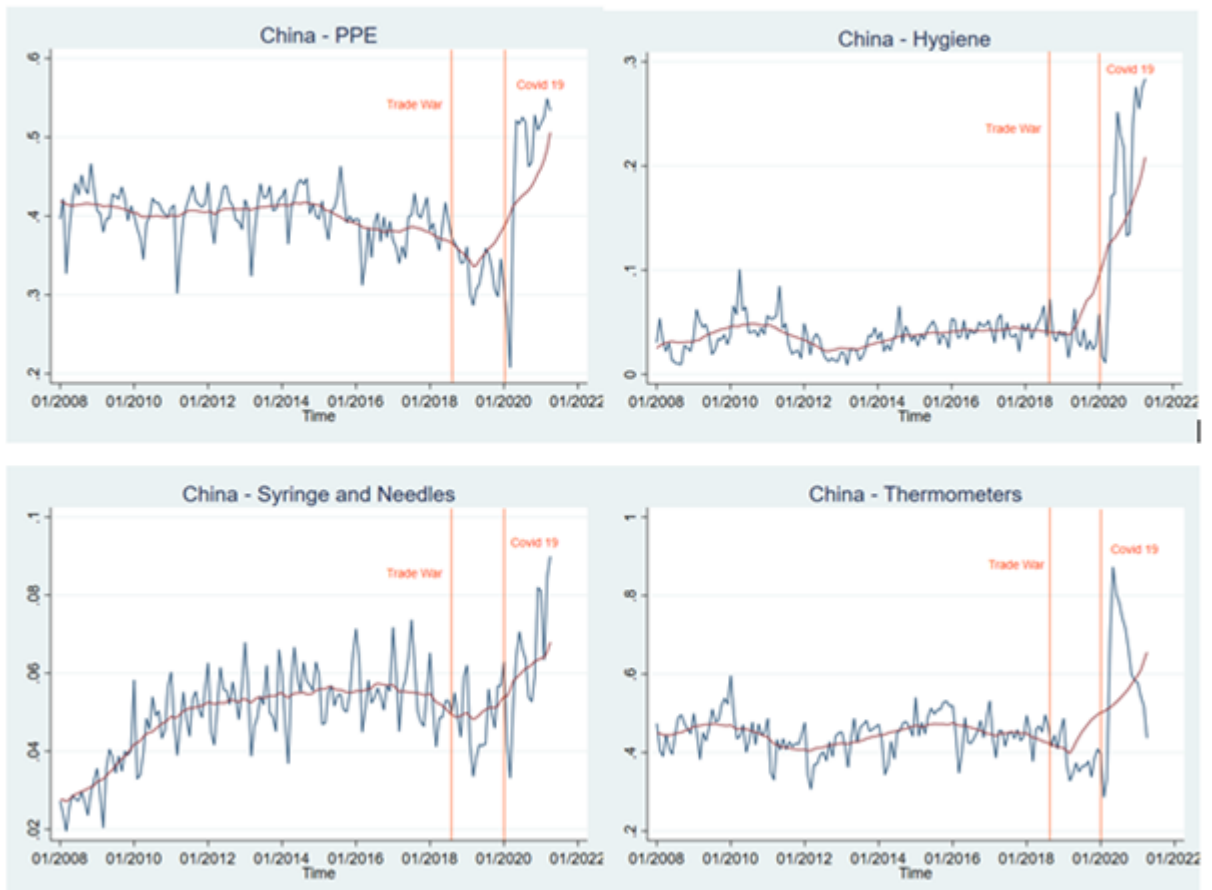 China - PPE
.6
.5
.4
.3
.2
Trade War
Covid 19
01/2008 01/2010 01/2012 01/2014 01/2016 01/2018 01/2020 01/2022
Time
China - Hygiene
.3
.2
.1
0
Trade War
Covid 19
01/2008 01/2010 01/2012 01/2014 01/2016 01/2018 01/2020 01/2022
Time
China - Syringe and Needles
.1
.08
.06
.04
.02
Trade War
Covid 19
01/2008 01/2010 01/2012 01/2014 01/2016 01/2018 01/2020 01/2022
Time
China - Thermometers
1
.8
.6
.4
.2
Trade War
Covid 19
01/2008 01/2010 01/2012 01/2014 01/2016 01/2018 01/2020 01/2022
Time